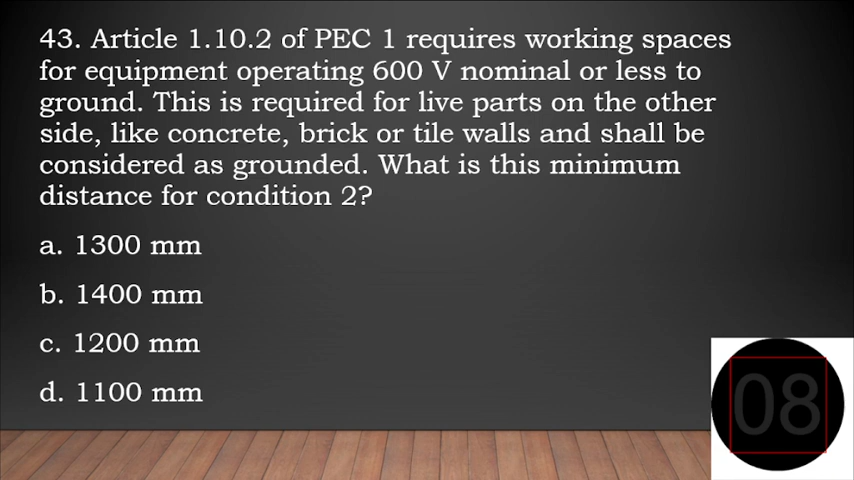 43. Article 1.10.2 of PEC 1 requires working spaces
for equipment operating 600 V nominal or less to
ground. This is required for live parts on the other
side, like concrete, brick or tile walls and shall be
considered as grounded. What is this minimum
distance for condition 2?
a. 1300 mm
b. 1400 mm
c. 1200 mm
d. 1100 mm
08